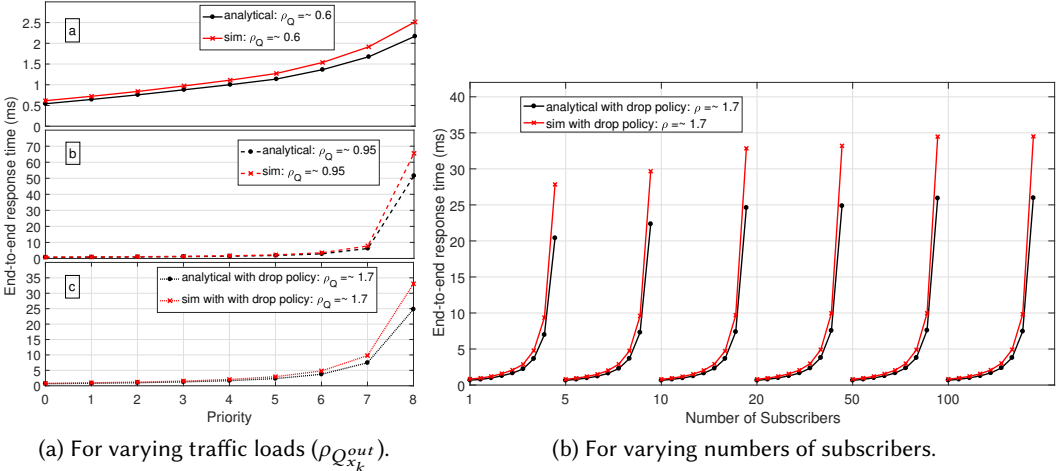 a
analytical: ρQ =~ 0.6
sim: ρQ =~ 0.6
2.5
2
1.5
1
0.5
0
b
analytical: ρQ =~ 0.95
sim: ρQ =~ 0.95
70
60
50
40
30
20
10
0
c
analytical with drop policy: ρQ =~ 1.7
sim with with drop policy: ρQ =~ 1.7
35
30
25
20
15
10
5
0
End-to-end response time (ms)
0 1 2 3 4 5 6 7 8
Priority
(a) For varying traffic loads (ρQ^out_xk).
analytical with drop policy: ρ =~ 1.7
sim with drop policy: ρ =~ 1.7
40
35
30
25
20
15
10
5
0
End-to-end response time (ms)
1 5 10 20 50 100
Number of Subscribers
(b) For varying numbers of subscribers.